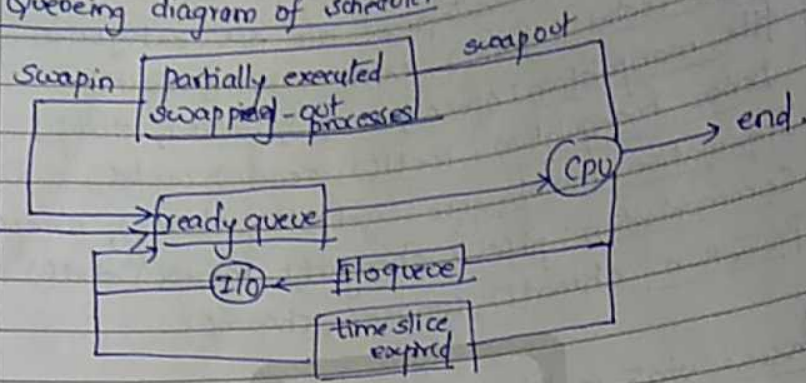 Queueing diagram of
swapout
Swapin
partially executed
swapping-out
processes
end.
CPU
ready queue
I/O
I/o queue
time slice
expired